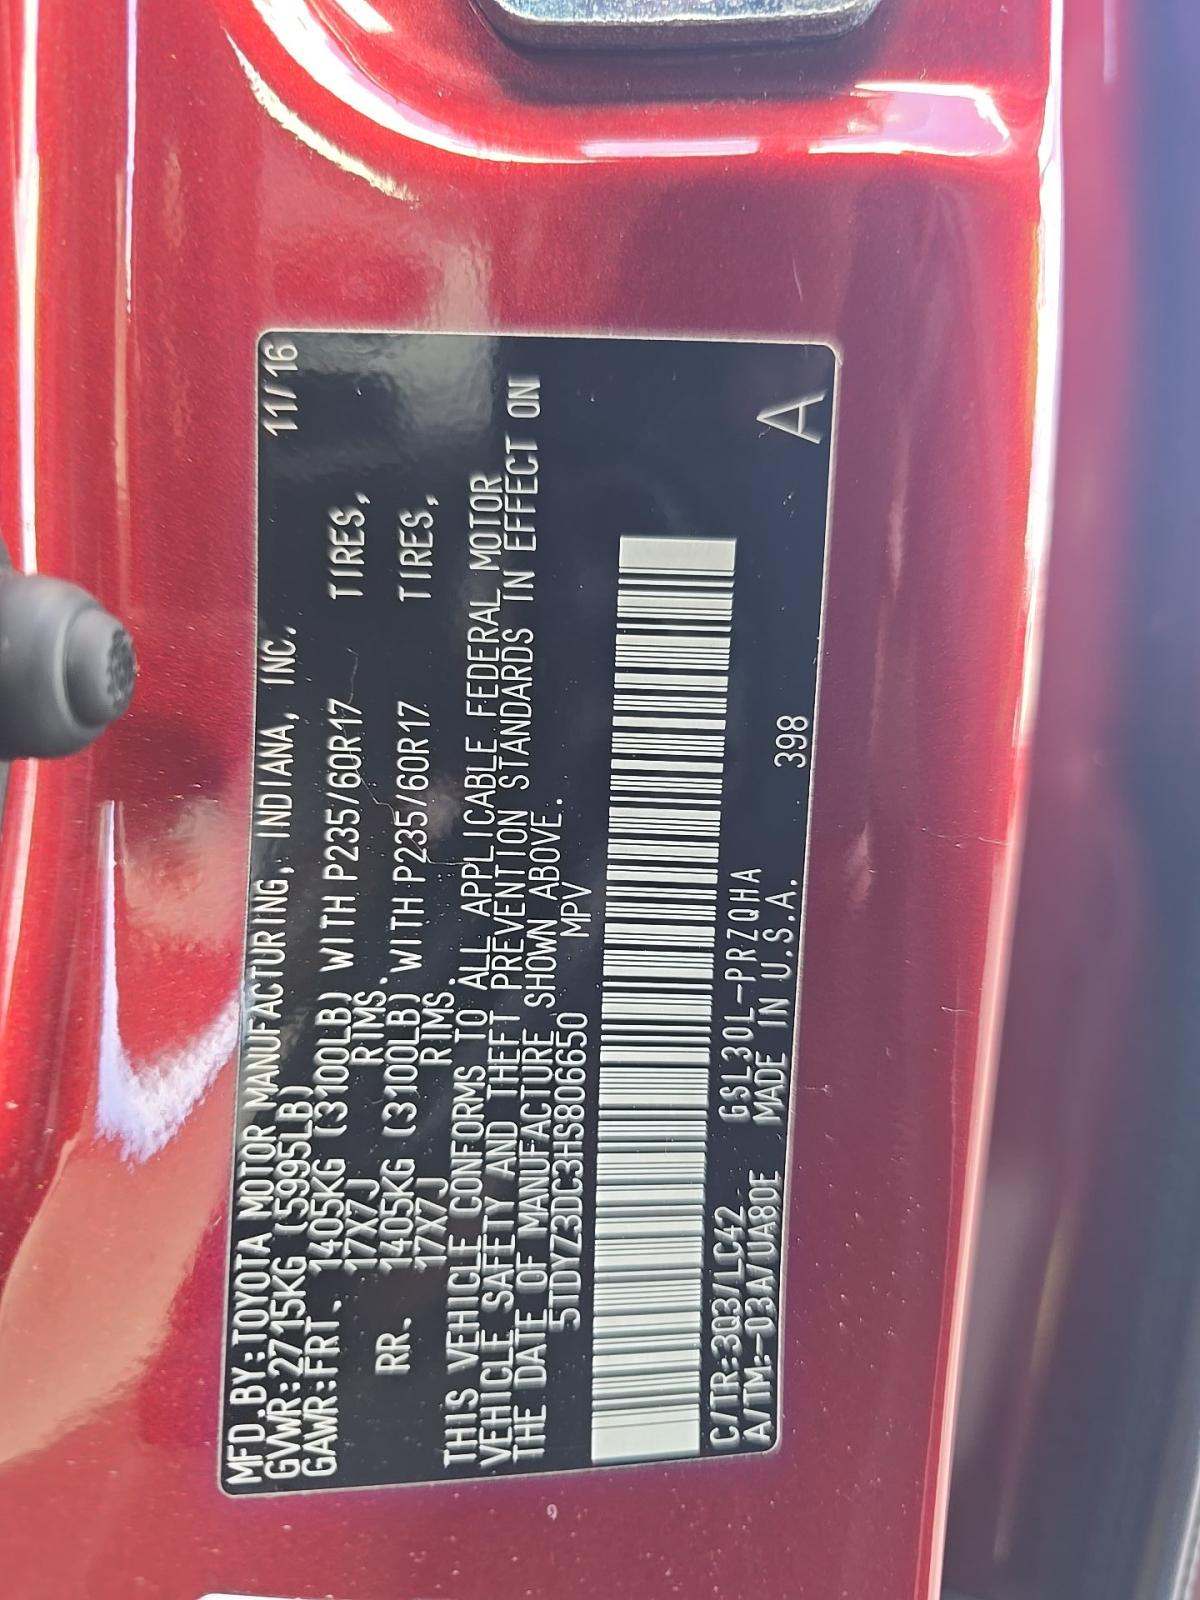 MFD.BY:TOYOTA MOTOR MANUFACTURING, INDIANA, INC. 11/16
GVWR:2715KG (5995LB)
GAWR:FRT. 1405KG (3100LB) WITH P235/60R17 TIRES,
17X7J RIMS.
RR. 1405KG (3100LB) WITH P235/60R17 TIRES,
17X7J RIMS.
THIS VEHICLE CONFORMS TO ALL APPLICABLE FEDERAL MOTOR
VEHICLE SAFETY AND THEFT PREVENTION STANDARDS IN EFFECT ON
THE DATE OF MANUFACTURE SHOWN ABOVE.
5TDYZ3DC3HS806650 MPV
C/TR:3Q3/LC42 GSL30L-PRZQHA
A/TM:-03A/UA80E MADE IN U.S.A. 398 A